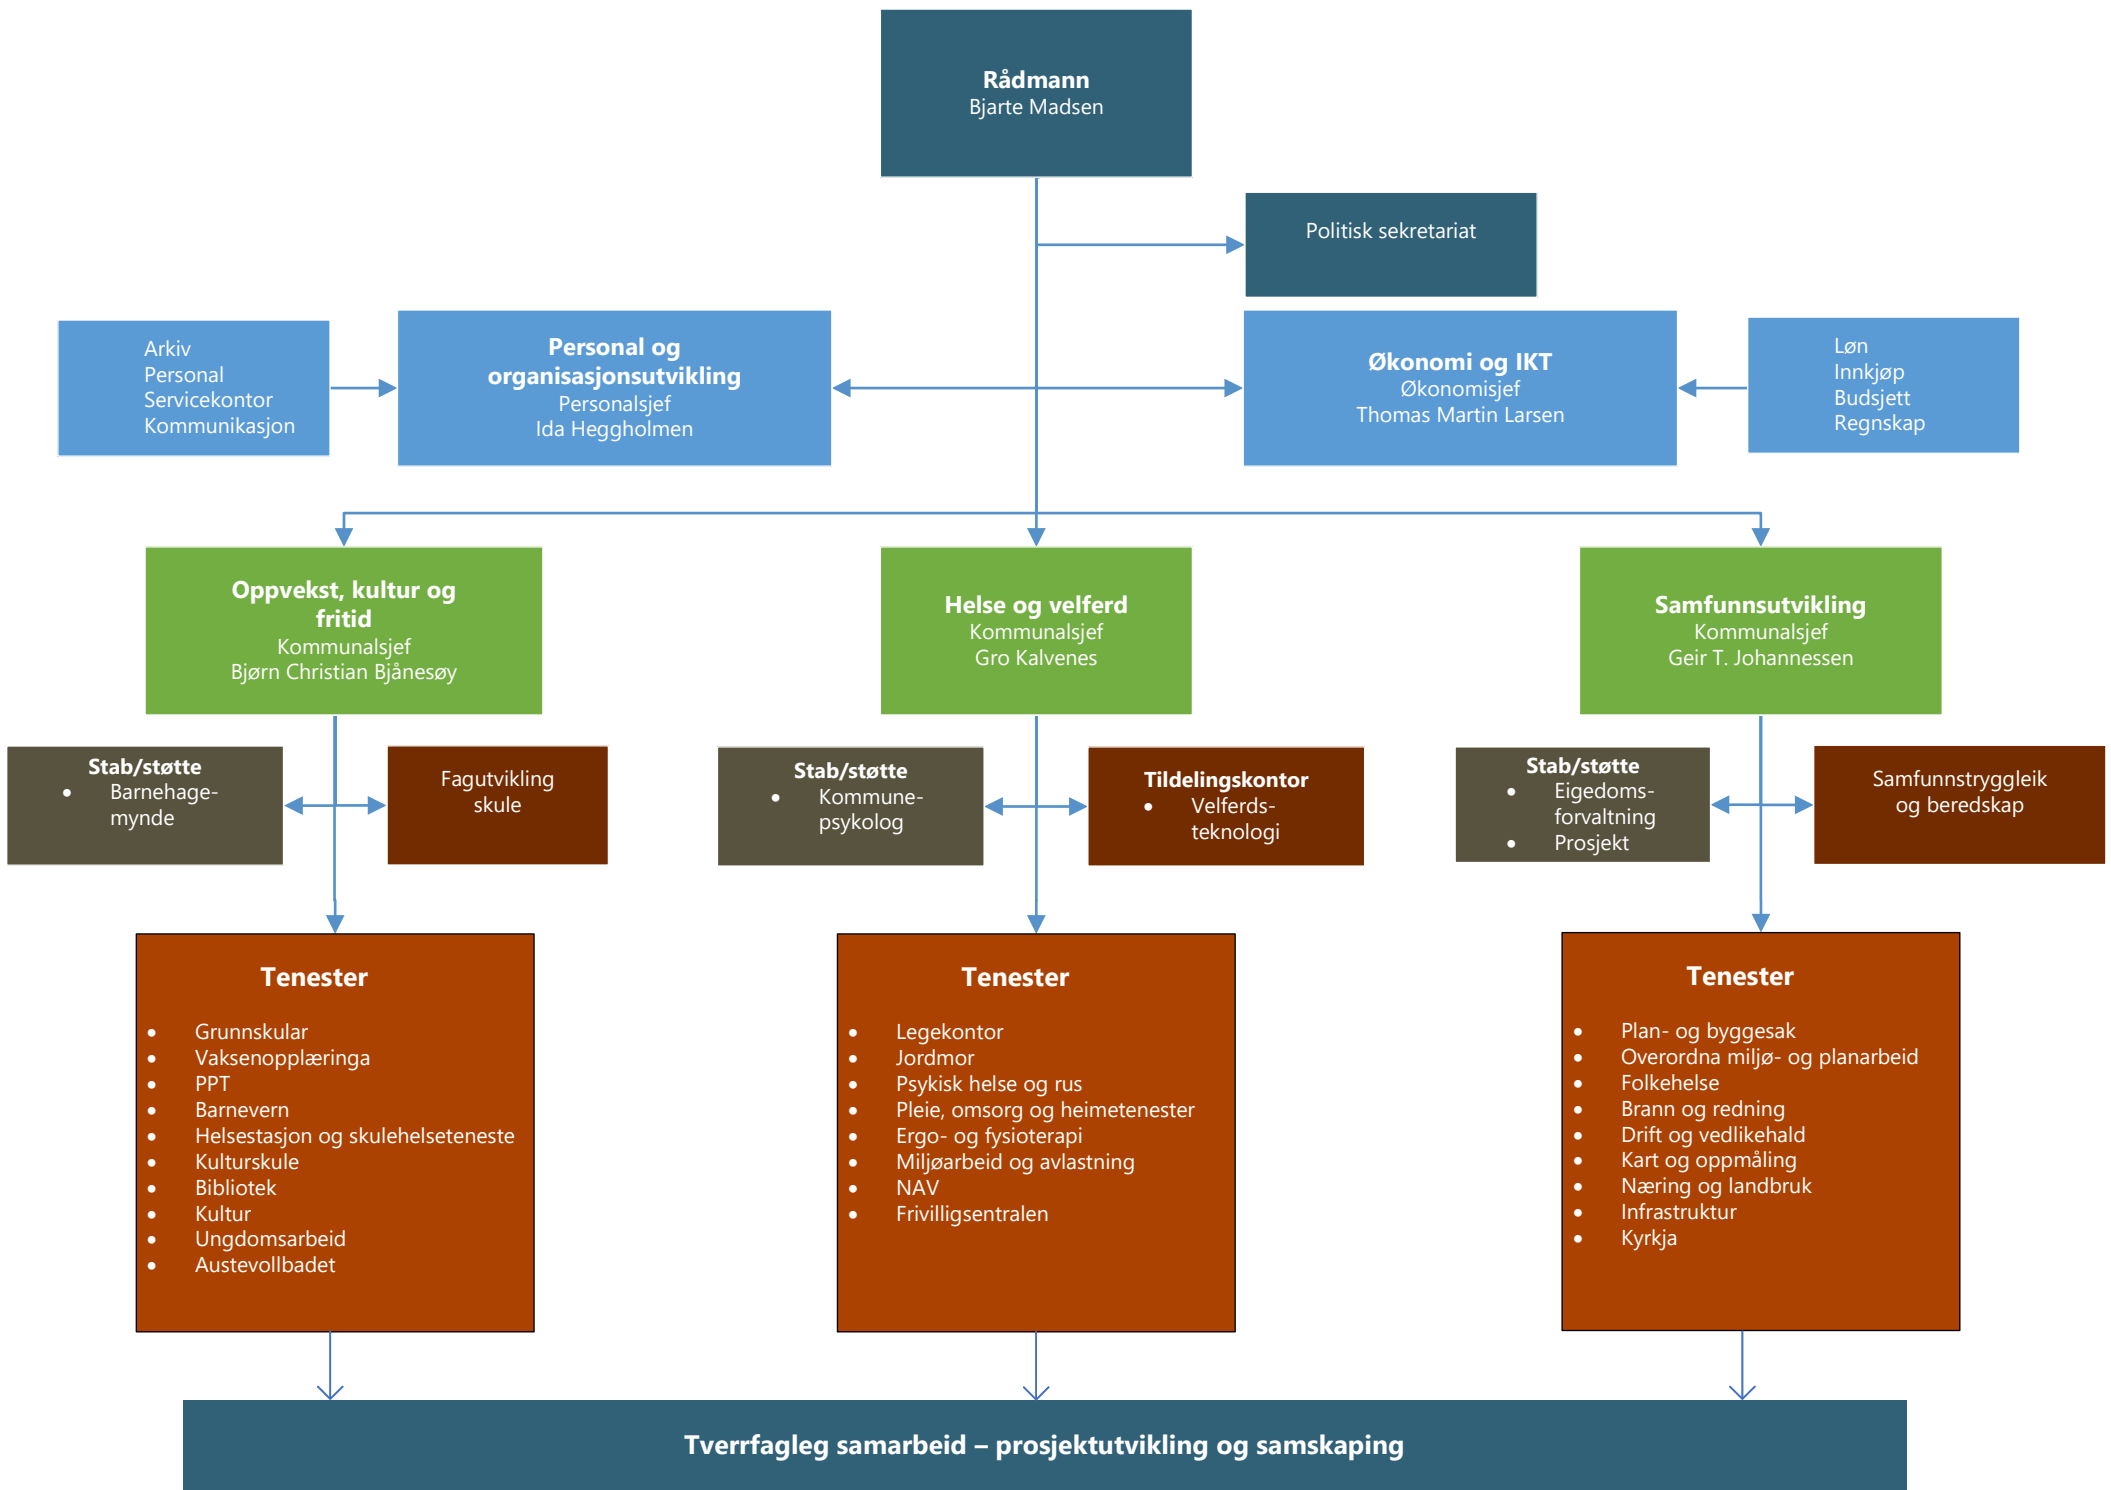 Rådmann
Bjarte Madsen
Politisk sekretariat
Arkiv
Personal
Servicekontor
Kommunikasjon
Personal og
organisasjonsutvikling
Personalsjef
Ida Heggholmen
Økonomi og IKT
Økonomisjef
Thomas Martin Larsen
Løn
Innkjøp
Budsjett
Regnskap
Oppvekst, kultur og
fritid
Kommunalsjef
Bjørn Christian Bjånesøy
Helse og velferd
Kommunalsjef
Gro Kalvenes
Samfunnsutvikling
Kommunalsjef
Geir T. Johannessen
Stab/støtte
• Barnehage-
mynde
Fagutvikling
skule
Stab/støtte
• Kommune-
psykolog
Tildelingskontor
• Velferds-
teknologi
Stab/støtte
• Eigedoms-
forvaltning
• Prosjekt
Samfunnstryggleik
og beredskap
Tenester
• Grunnskular
• Vaksenopplæringa
• PPT
• Barnevern
• Helsestasjon og skulehelseteneste
• Kulturskule
• Bibliotek
• Kultur
• Ungdomsarbeid
• Austevollbadet
Tenester
• Legekontor
• Jordmor
• Psykisk helse og rus
• Pleie, omsorg og heimetenester
• Ergo- og fysioterapi
• Miljøarbeid og avlastning
• NAV
• Frivilligsentralen
Tenester
• Plan- og byggesak
• Overordna miljø- og planarbeid
• Folkehelse
• Brann og redning
• Drift og vedlikehald
• Kart og oppmåling
• Næring og landbruk
• Infrastruktur
• Kyrkja
Tverrfagleg samarbeid – prosjektutvikling og samskaping